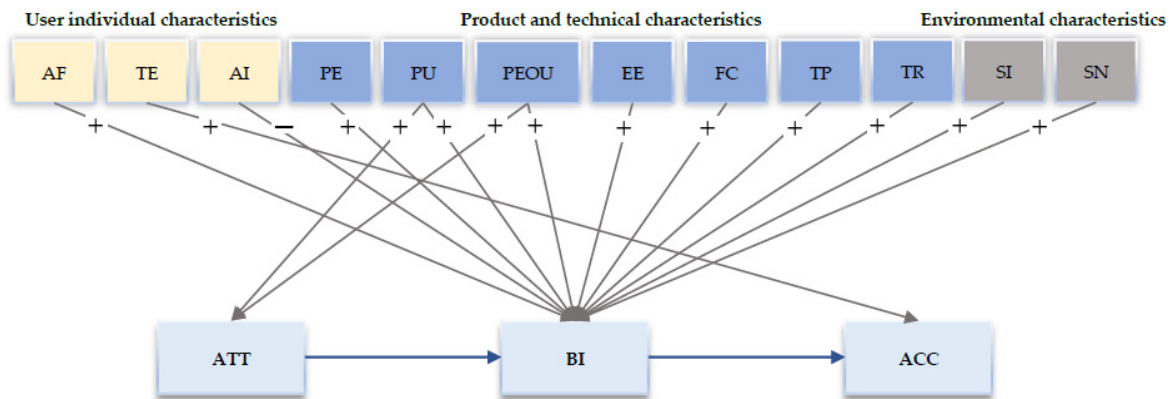 User individual characteristics Product and technical characteristics Environmental characteristics
AF TE AI PE PU PEOU EE FC TP TR SI SN
+ + − + + + + + + + + + + +
ATT BI ACC